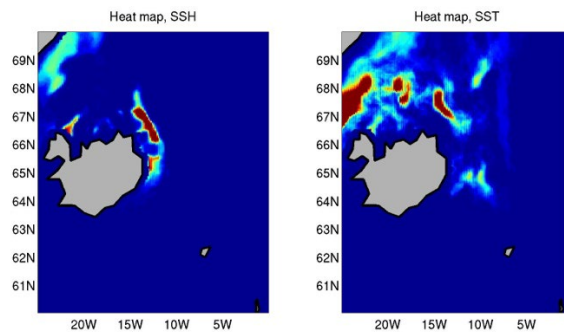 Heat map, SSH
69N
68N
67N
66N
65N
64N
63N
62N
61N
20W 15W 10W 5W
Heat map, SST
69N
68N
67N
66N
65N
64N
63N
62N
61N
20W 15W 10W 5W